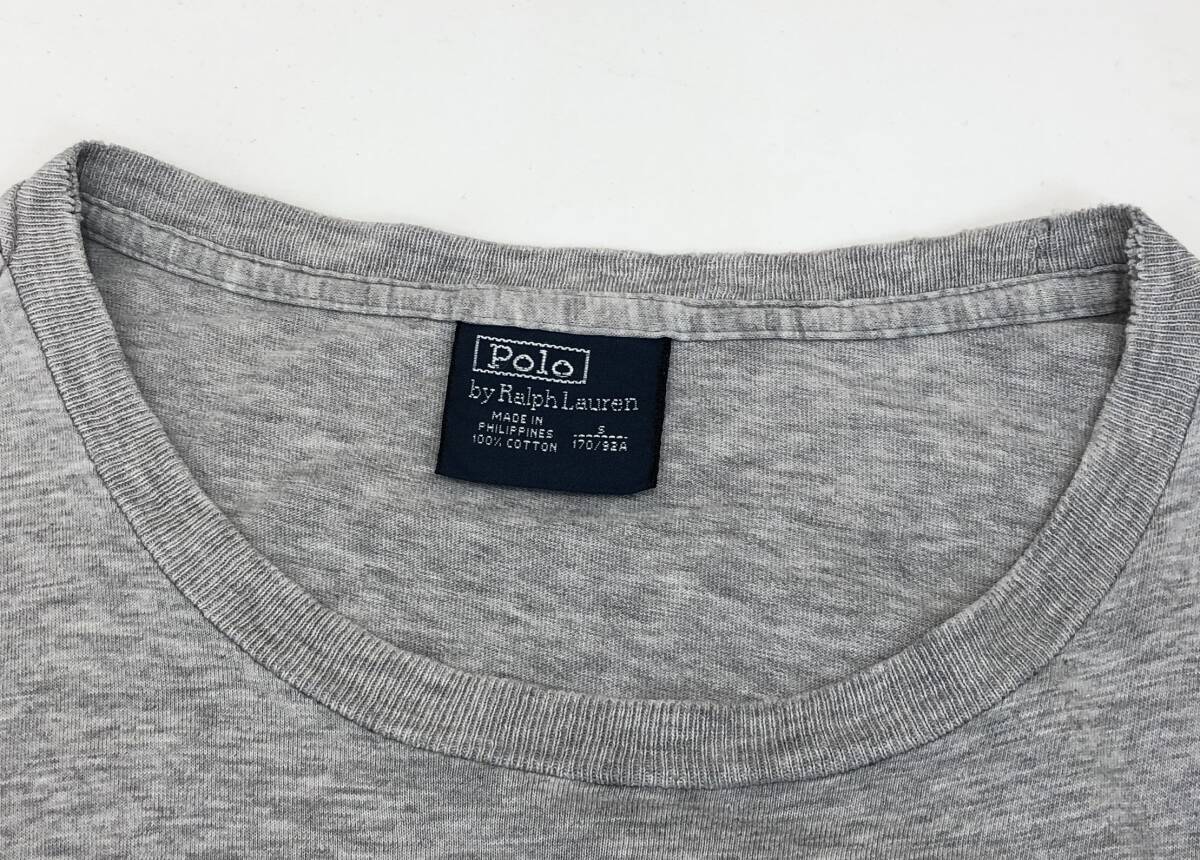 Polo
by Ralph Lauren
MADE IN
PHILIPPINES
100% COTTON
S
170/92A